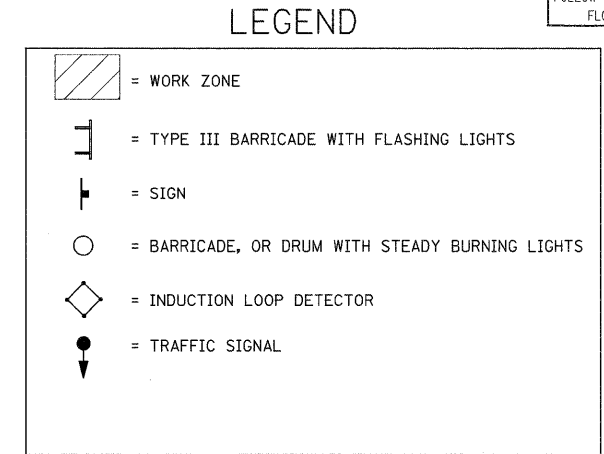 LEGEND
= WORK ZONE
= TYPE III BARRICADE WITH FLASHING LIGHTS
= SIGN
= BARRICADE, OR DRUM WITH STEADY BURNING LIGHTS
= INDUCTION LOOP DETECTOR
= TRAFFIC SIGNAL